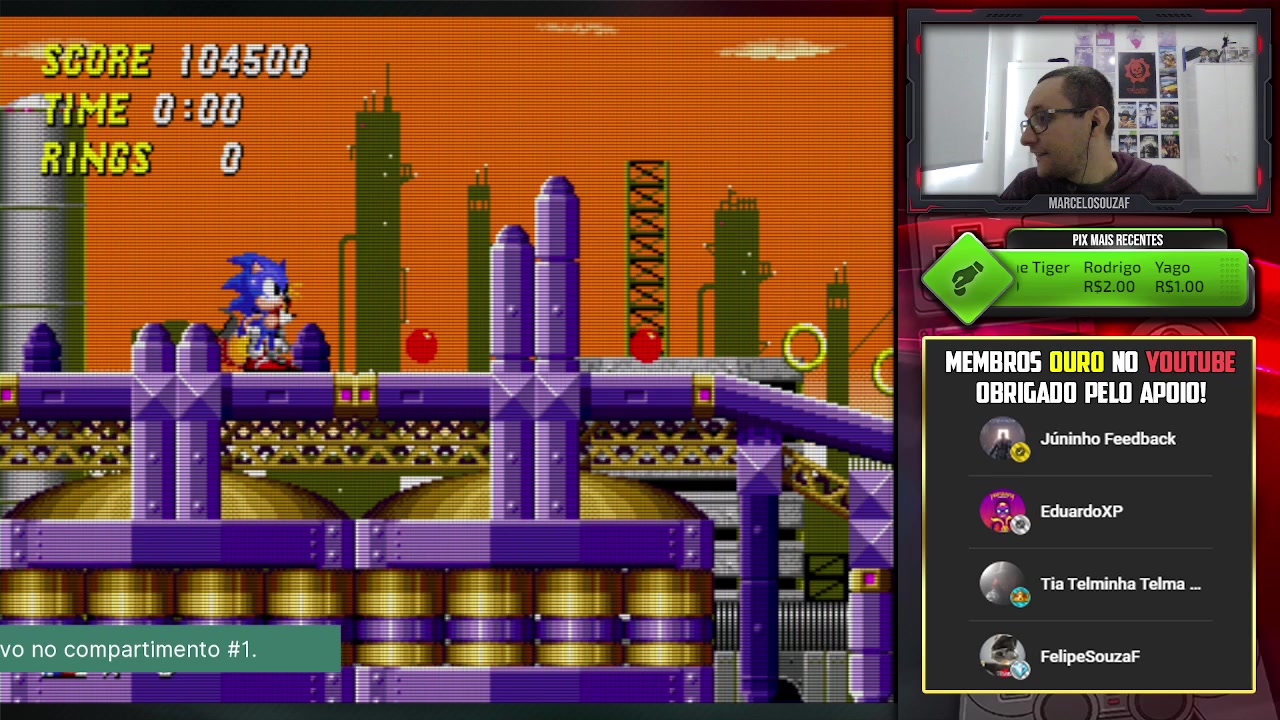 SCORE 104500
TIME 0:00
RINGS 0
vo no compartimento #1.
MARCELOSOUZAF
PIX MAIS RECENTES
e Tiger Rodrigo Yago
R$2.00 R$1.00
MEMBROS OURO NO YOUTUBE
OBRIGADO PELO APOIO!
Júninho Feedback
EduardoXP
Tia Telminha Telma ...
FelipeSouzaF